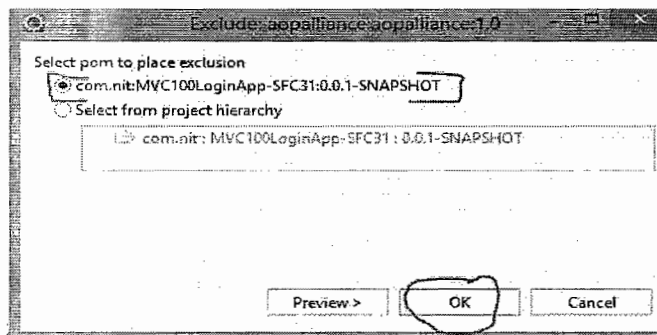 Exclude: aopalliance:aopalliance:1.0
Select pom to place exclusion
com.nit:MVC100LoginApp-SFC31:0.0.1-SNAPSHOT
Select from project hierarchy
com.nit : MVC100LoginApp-SFC31 : 0.0.1-SNAPSHOT
Preview > OK Cancel